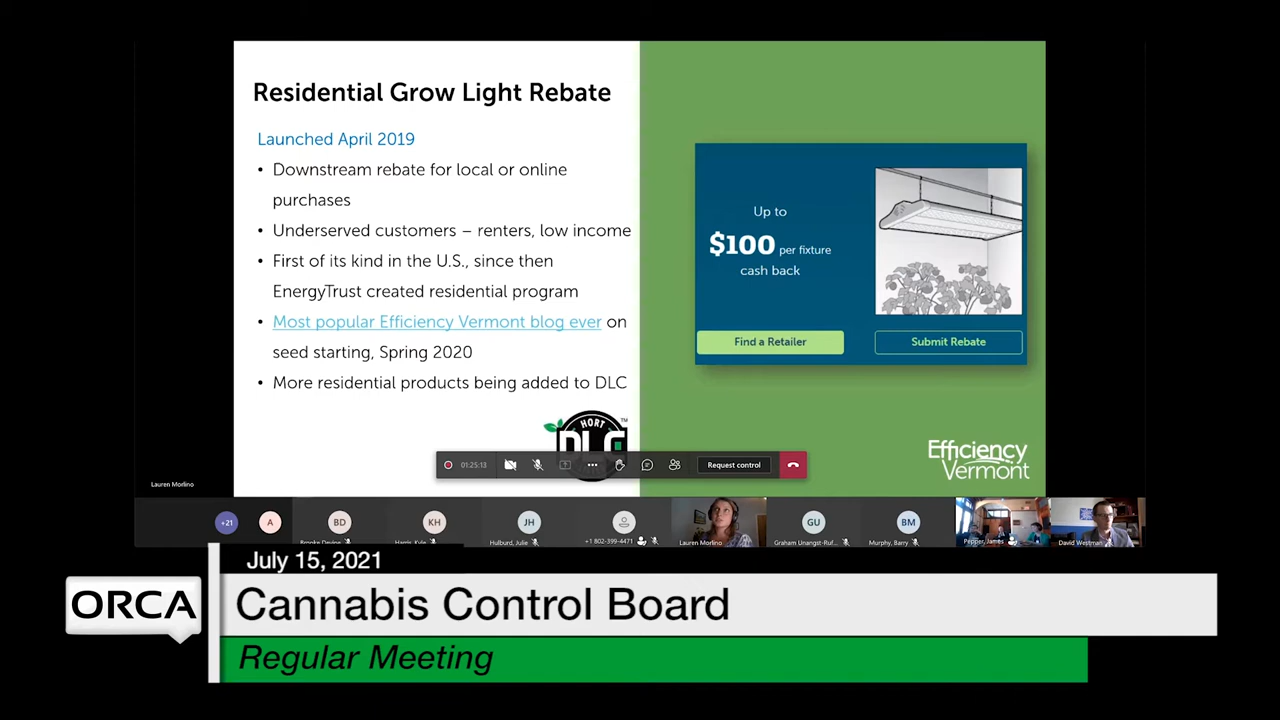 Residential Grow Light Rebate
Launched April 2019
• Downstream rebate for local or online
purchases
• Underserved customers – renters, low income
• First of its kind in the U.S., since then
EnergyTrust created residential program
• Most popular Efficiency Vermont blog ever on
seed starting, Spring 2020
• More residential products being added to DLC
HORT
DLC
™
Up to
$100 per fixture
cash back
Find a Retailer
Submit Rebate
Efficiency
Vermont
01:25:13
Request control
Lauren Morlino
+21
A
BD
KH
JH
GU
BM
Brooke Devine
Harris, Kyle
Hulburd, Julie
+1 802-399-4471
Lauren Morlino
Graham Unangst-Ruf...
Murphy, Barry
Pepper, James
David Westman
July 15, 2021
ORCA
Cannabis Control Board
Regular Meeting